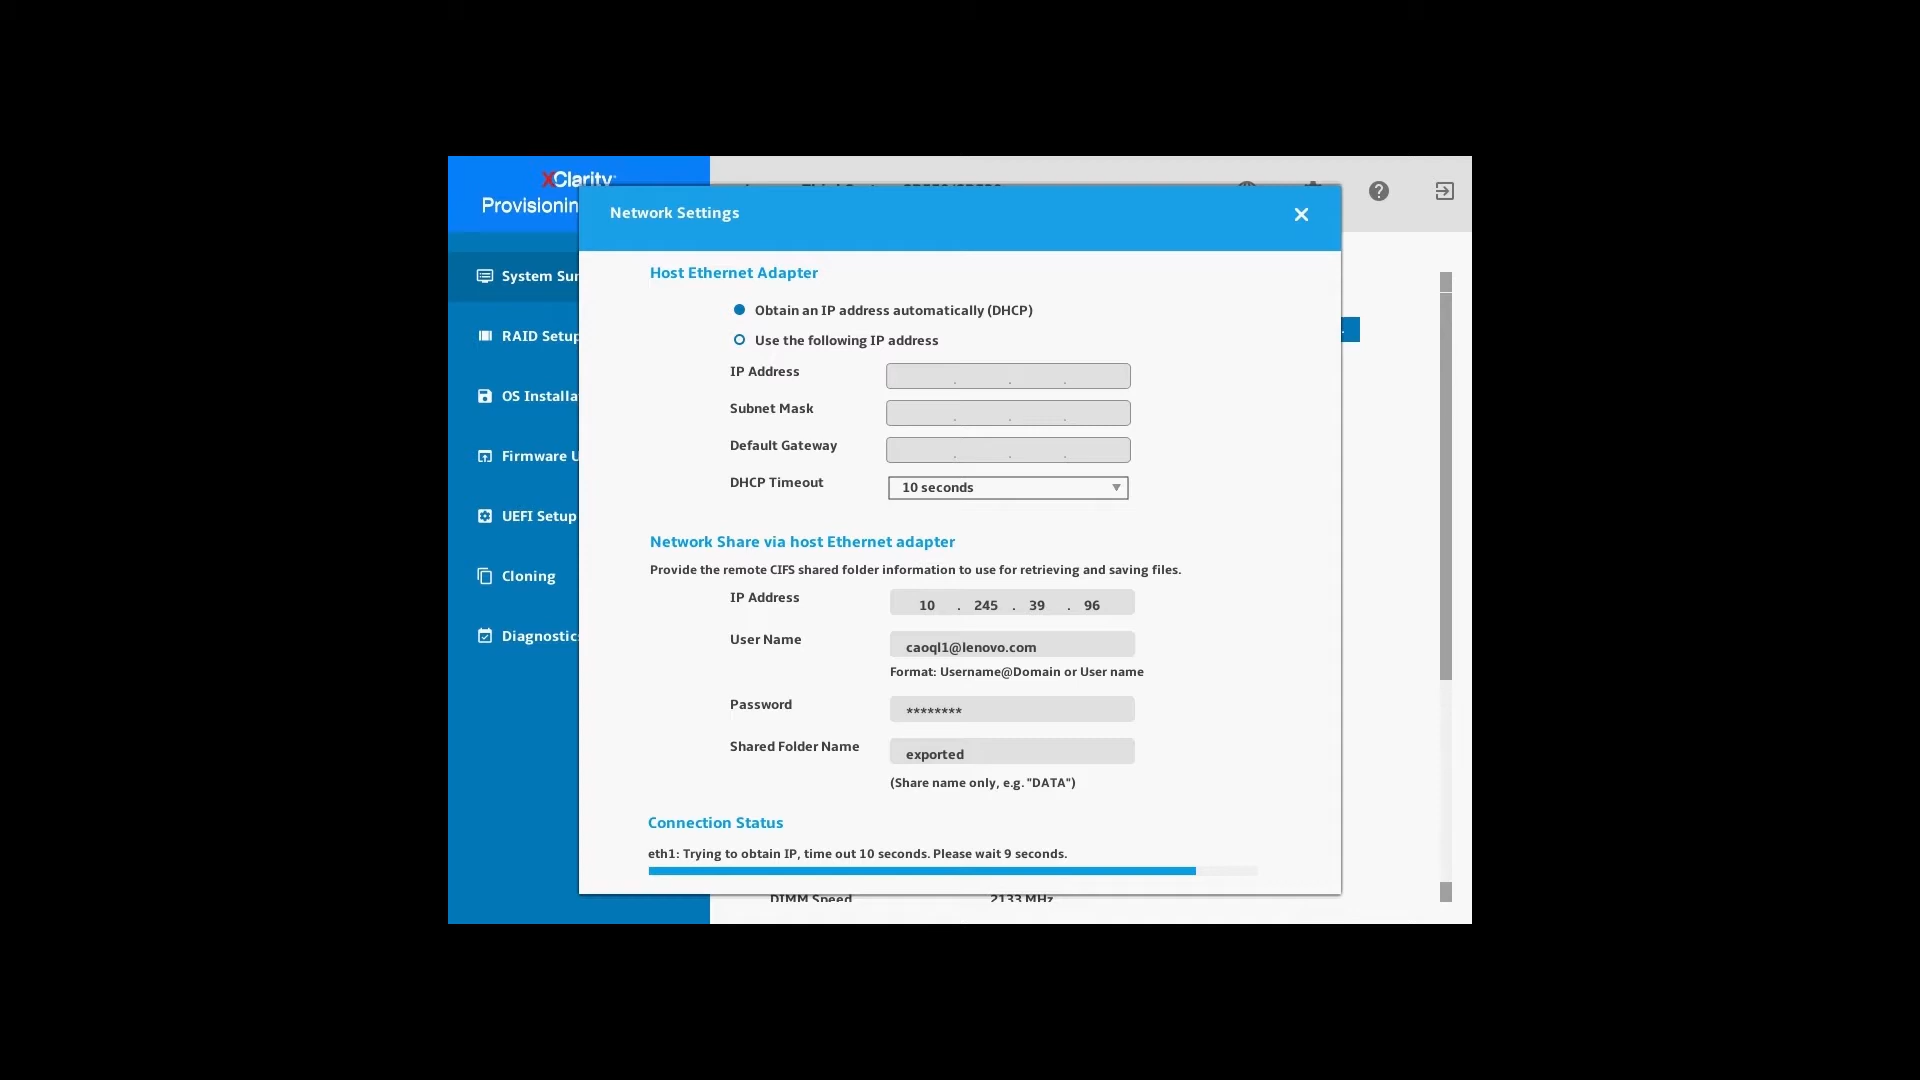 XClarity
Provisionin
Network Settings
Host Ethernet Adapter
Obtain an IP address automatically (DHCP)
Use the following IP address
IP Address . . .
Subnet Mask . . .
Default Gateway . . .
DHCP Timeout 10 seconds
Network Share via host Ethernet adapter
Provide the remote CIFS shared folder information to use for retrieving and saving files.
IP Address 10 . 245 . 39 . 96
User Name caoql1@lenovo.com
Format: Username@Domain or User name
Password ********
Shared Folder Name exported
(Share name only, e.g. "DATA")
Connection Status
eth1: Trying to obtain IP, time out 10 seconds. Please wait 9 seconds.
System Sum
RAID Setup
OS Installa
Firmware U
UEFI Setup
Cloning
Diagnostics
DIMM Speed 2133 MHz